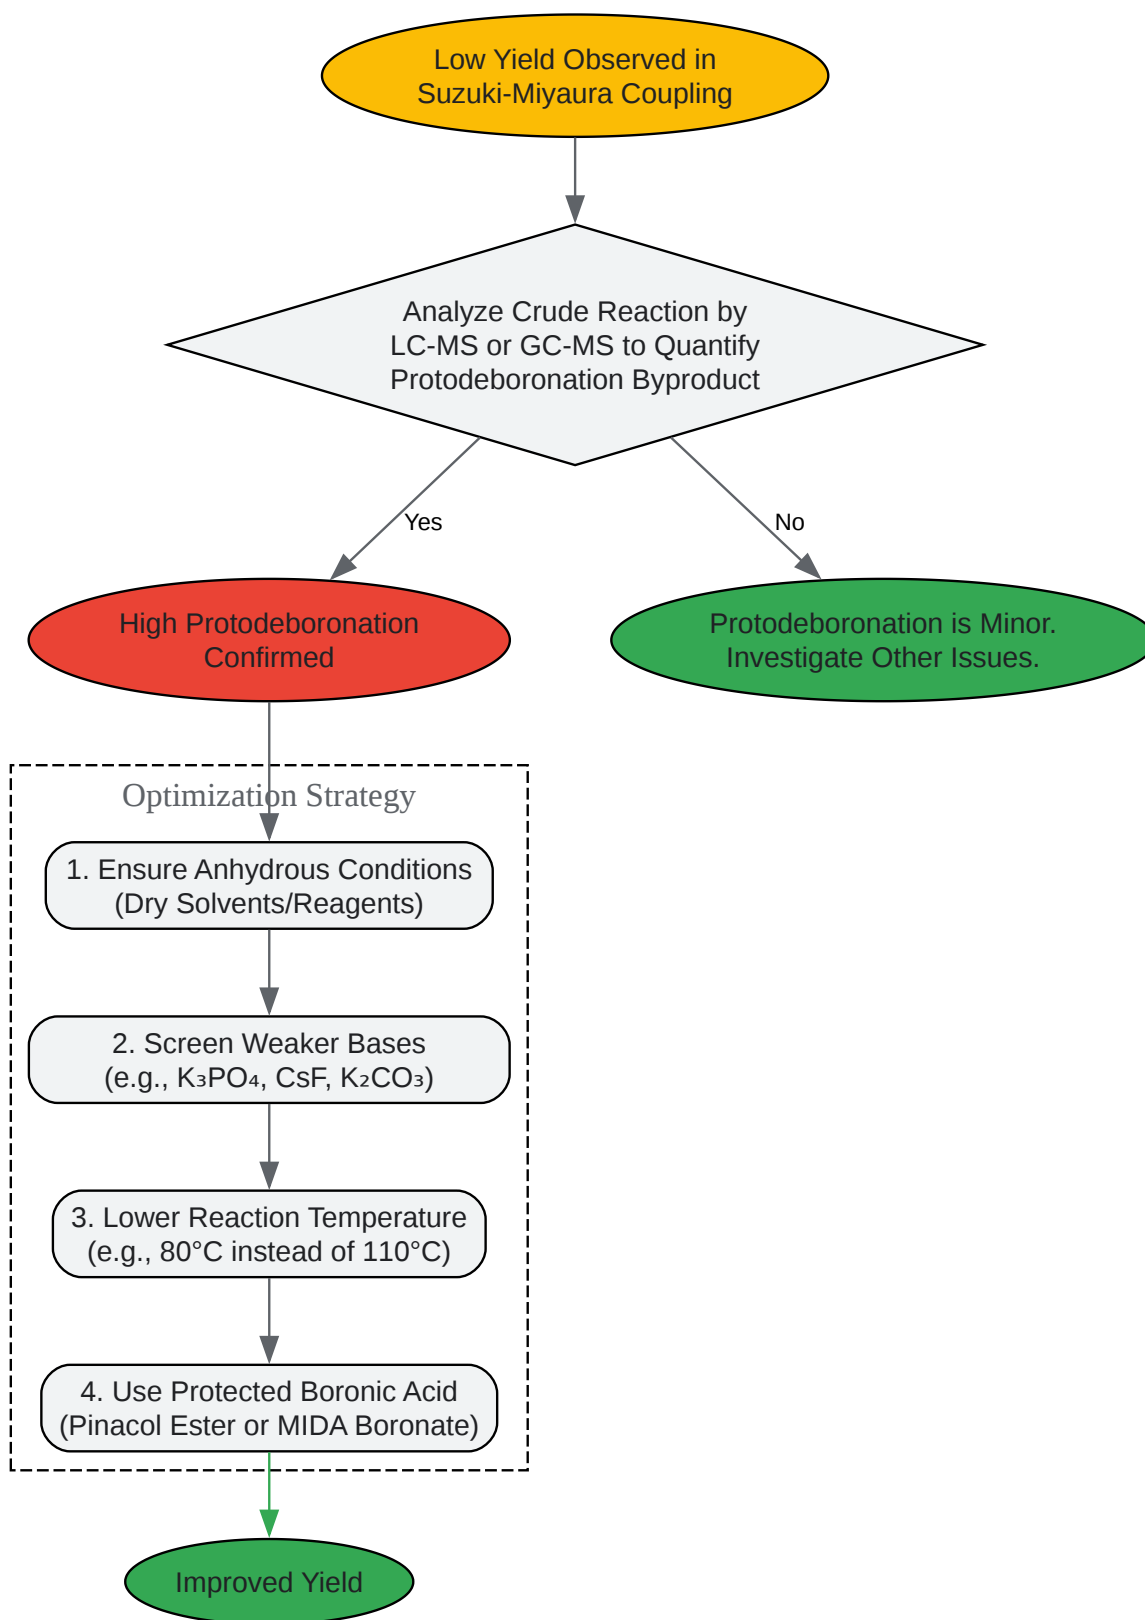 Low Yield Observed in
Suzuki-Miyaura Coupling
Analyze Crude Reaction by
LC-MS or GC-MS to Quantify
Protodeboronation Byproduct
Yes
No
High Protodeboronation
Confirmed
Protodeboronation is Minor.
Investigate Other Issues.
Optimization Strategy
1. Ensure Anhydrous Conditions
(Dry Solvents/Reagents)
2. Screen Weaker Bases
(e.g., K₃PO₄, CsF, K₂CO₃)
3. Lower Reaction Temperature
(e.g., 80°C instead of 110°C)
4. Use Protected Boronic Acid
(Pinacol Ester or MIDA Boronate)
Improved Yield